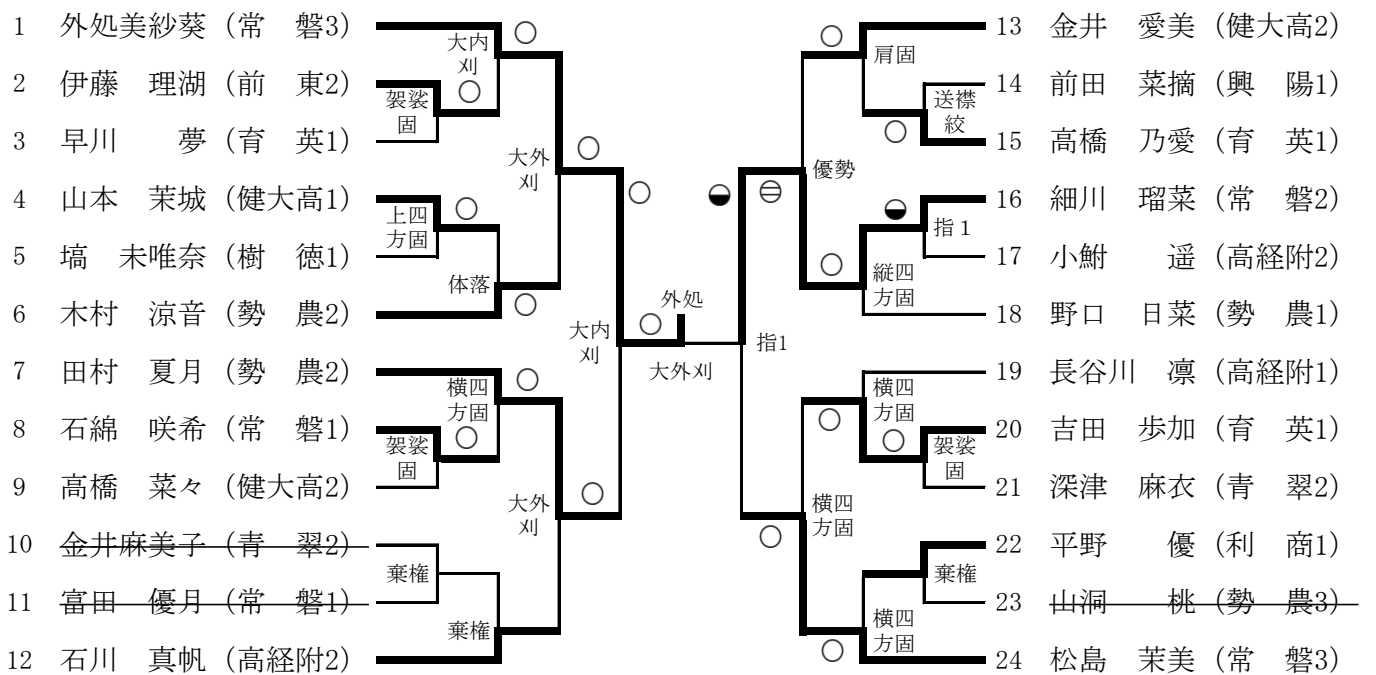 1 外処美紗葵（常　磐3）
2 伊藤　理湖（前　東2）
3 早川　　夢（育　英1）
4 山本　茉城（健大高1）
5 塙　未唯奈（樹　徳1）
6 木村　涼音（勢　農2）
7 田村　夏月（勢　農2）
8 石綿　咲希（常　磐1）
9 高橋　菜々（健大高2）
10 金井麻美子（青　翠2）
11 富田　優月（常　磐1）
12 石川　真帆（高経附2）
大内
刈
袈裟
固
上四
方固
体落
横四
方固
袈裟
固
棄権
棄権
大外
刈
大外
刈
大内
刈
外処
大外刈
指1
優勢
横四
方固
肩固
送襟
絞
指１
縦四
方固
横四
方固
袈裟
固
棄権
横四
方固
13 金井　愛美（健大高2）
14 前田　菜摘（興　陽1）
15 高橋　乃愛（育　英1）
16 細川　瑠菜（常　磐2）
17 小鮒　　遥（高経附2）
18 野口　日菜（勢　農1）
19 長谷川　凛（高経附1）
20 吉田　歩加（育　英1）
21 深津　麻衣（青　翠2）
22 平野　　優（利　商1）
23 山洞　　桃（勢　農3）
24 松島　茉美（常　磐3）